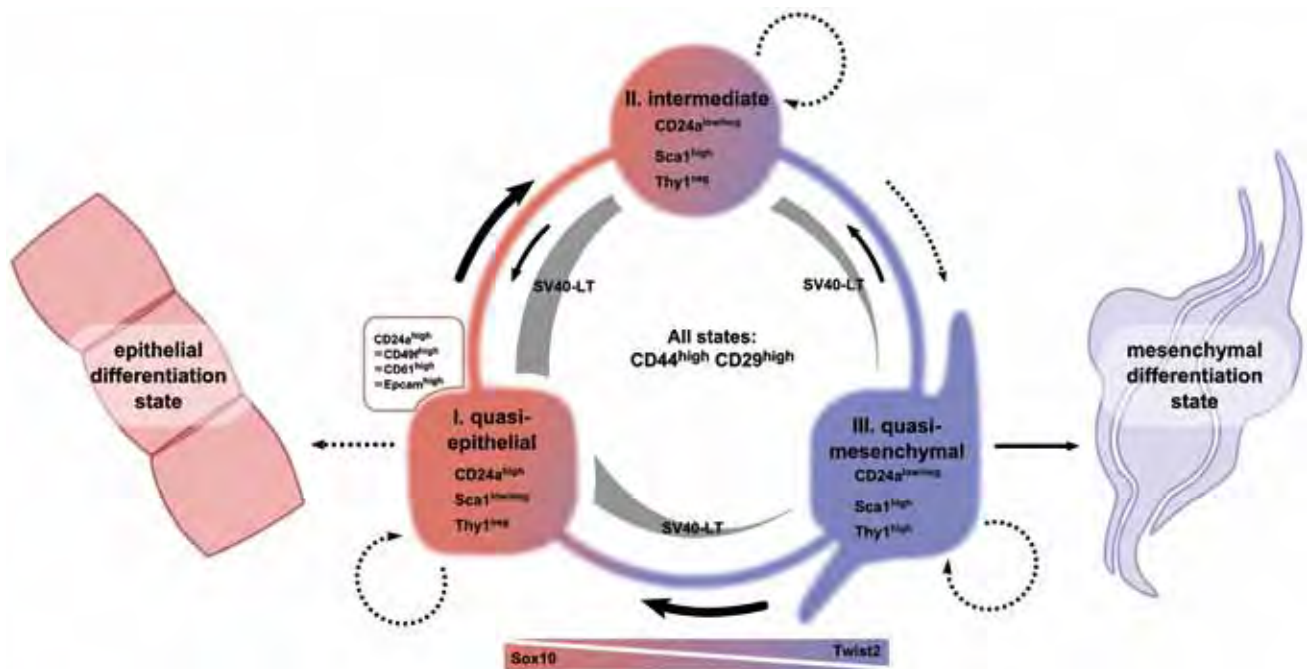 II. intermediate
CD24a^low/neg
Sca1^high
Thy1^neg
SV40-LT
SV40-LT
All states:
CD44^high CD29^high
epithelial
differentiation
state
CD24a^high
=CD49f^high
=CD61^high
=Epcam^high
I. quasi-
epithelial
CD24a^high
Sca1^low/neg
Thy1^neg
III. quasi-
mesenchymal
CD24a^low/neg
Sca1^high
Thy1^high
mesenchymal
differentiation
state
SV40-LT
Sox10
Twist2